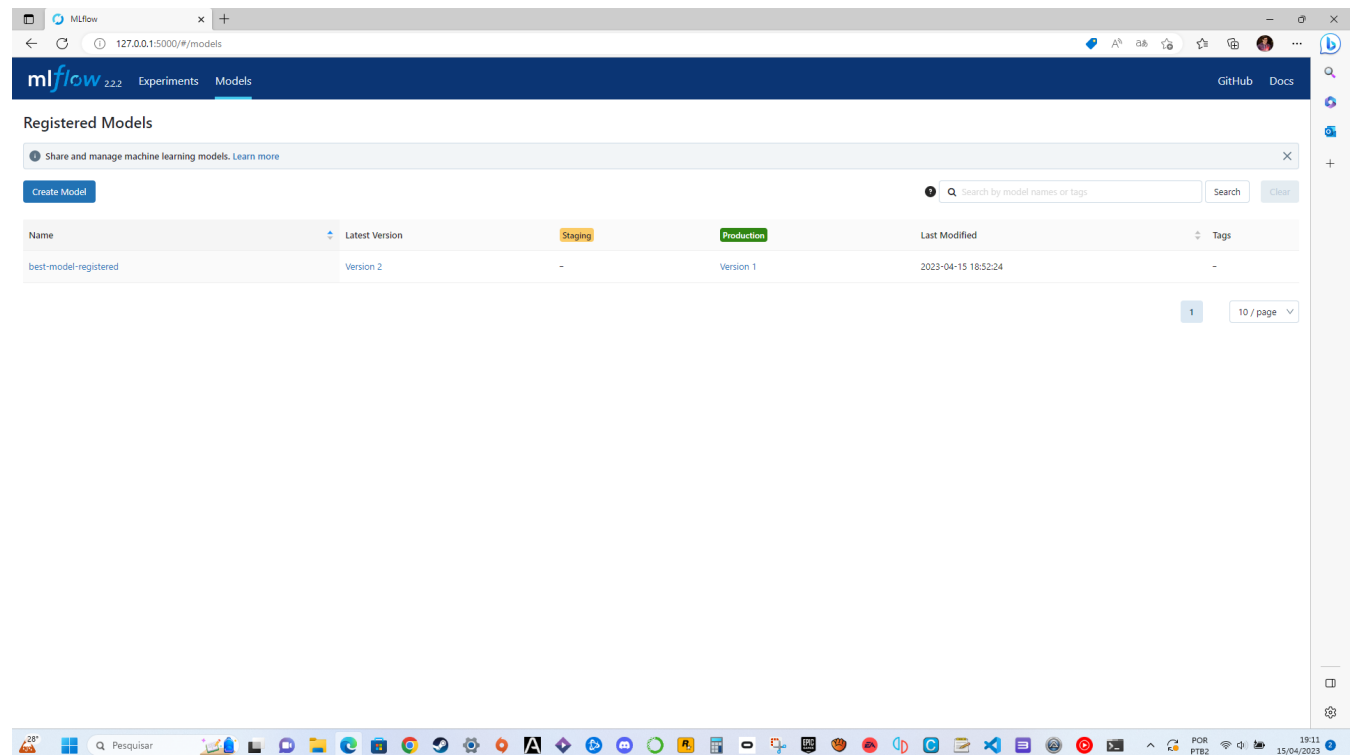 MLflow
127.0.0.1:5000/#/models
mlflow 2.2.2 Experiments Models GitHub Docs
Registered Models
Share and manage machine learning models. Learn more
Create Model Search by model names or tags Search Clear
Name Latest Version Staging Production Last Modified Tags
best-model-registered Version 2 – Version 1 2023-04-15 18:52:24 –
1 10 / page
28°
Pesquisar
POR
PTB2
19:11
15/04/2023
2